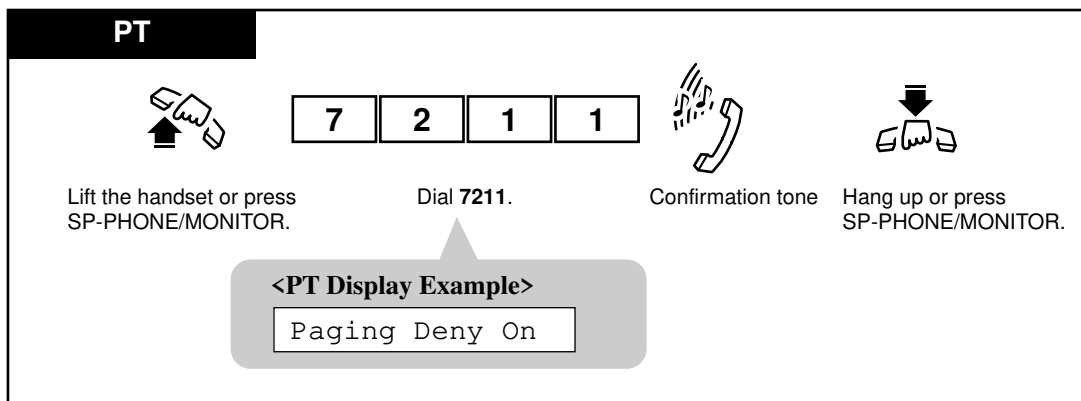 PT
7 2 1 1
Lift the handset or press
SP-PHONE/MONITOR.
Dial 7211.
Confirmation tone
Hang up or press
SP-PHONE/MONITOR.
<PT Display Example>
Paging Deny On